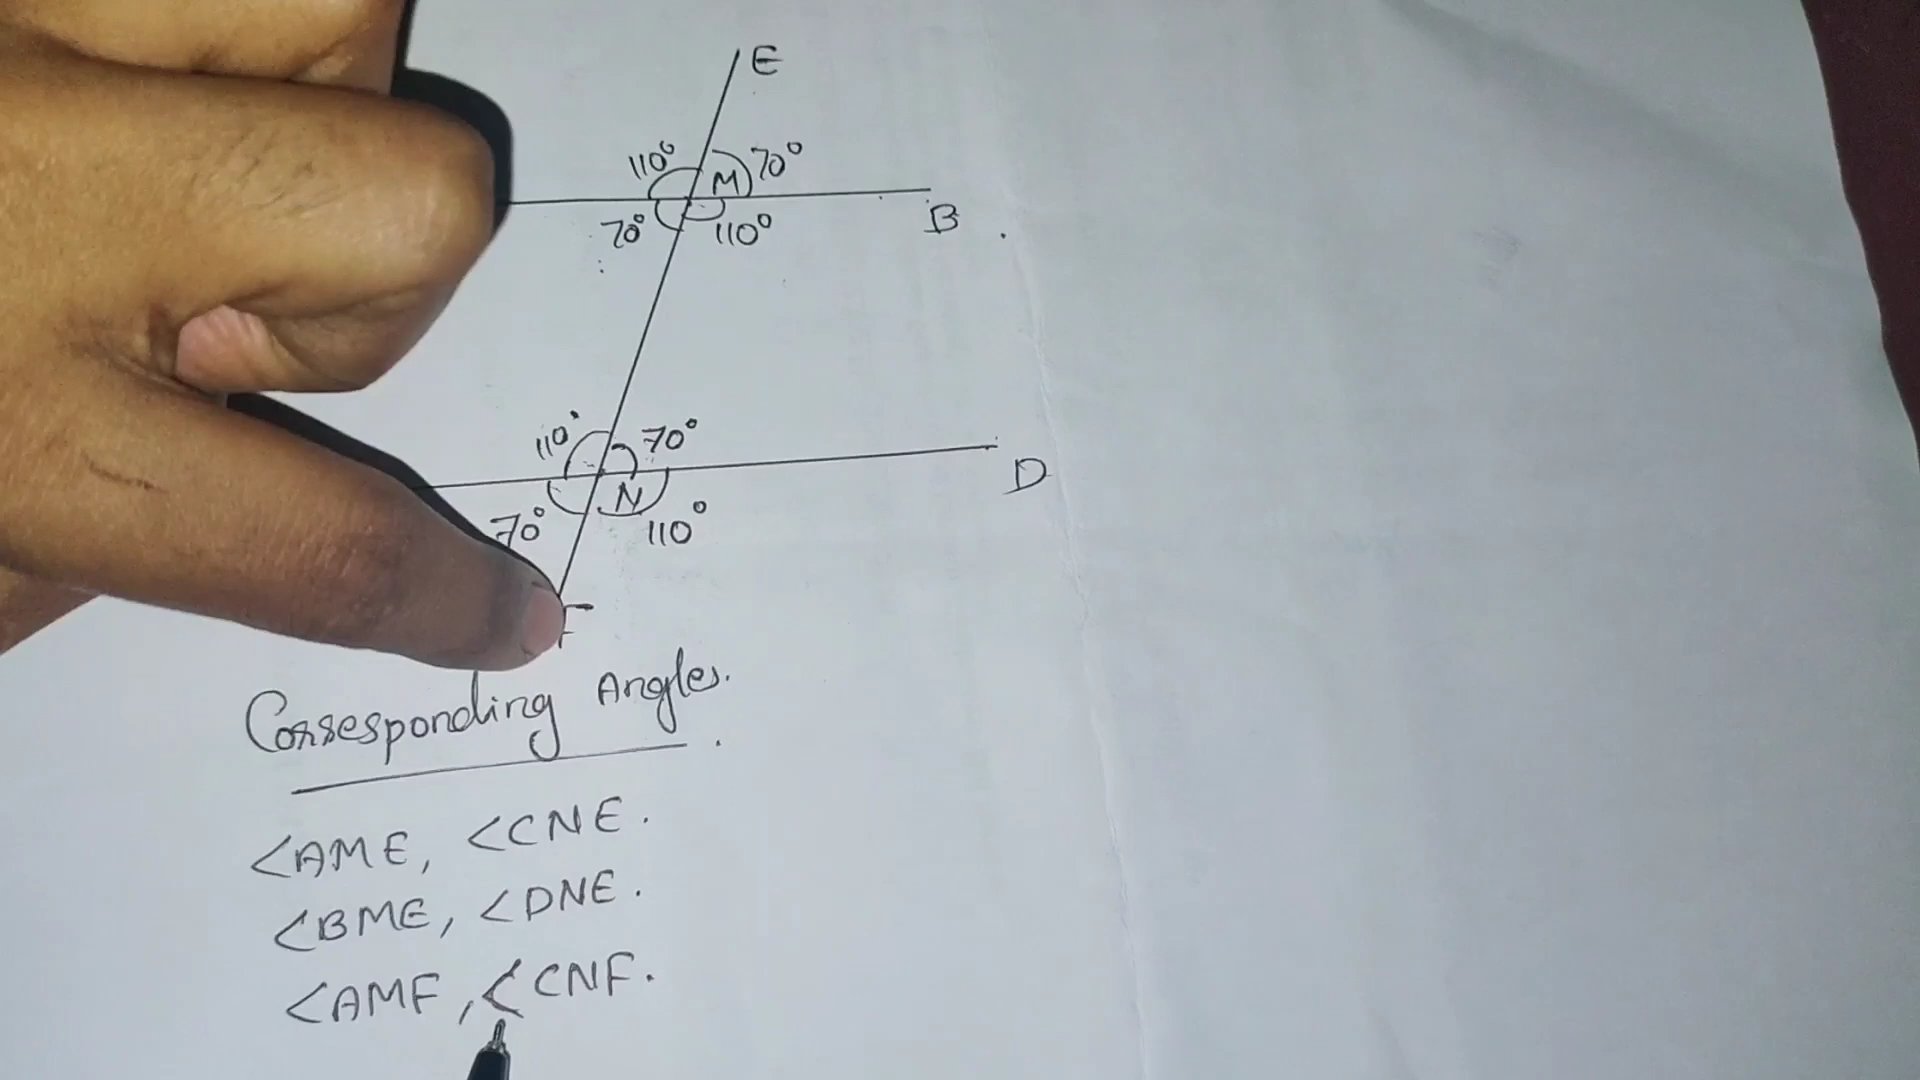 E
110° 70°
M
70° 110°
B
110° 70°
N
D
70° 110°
F
Corresponding Angles.
<AME, <CNE.
<BME, <DNE.
<AMF, <CNF.